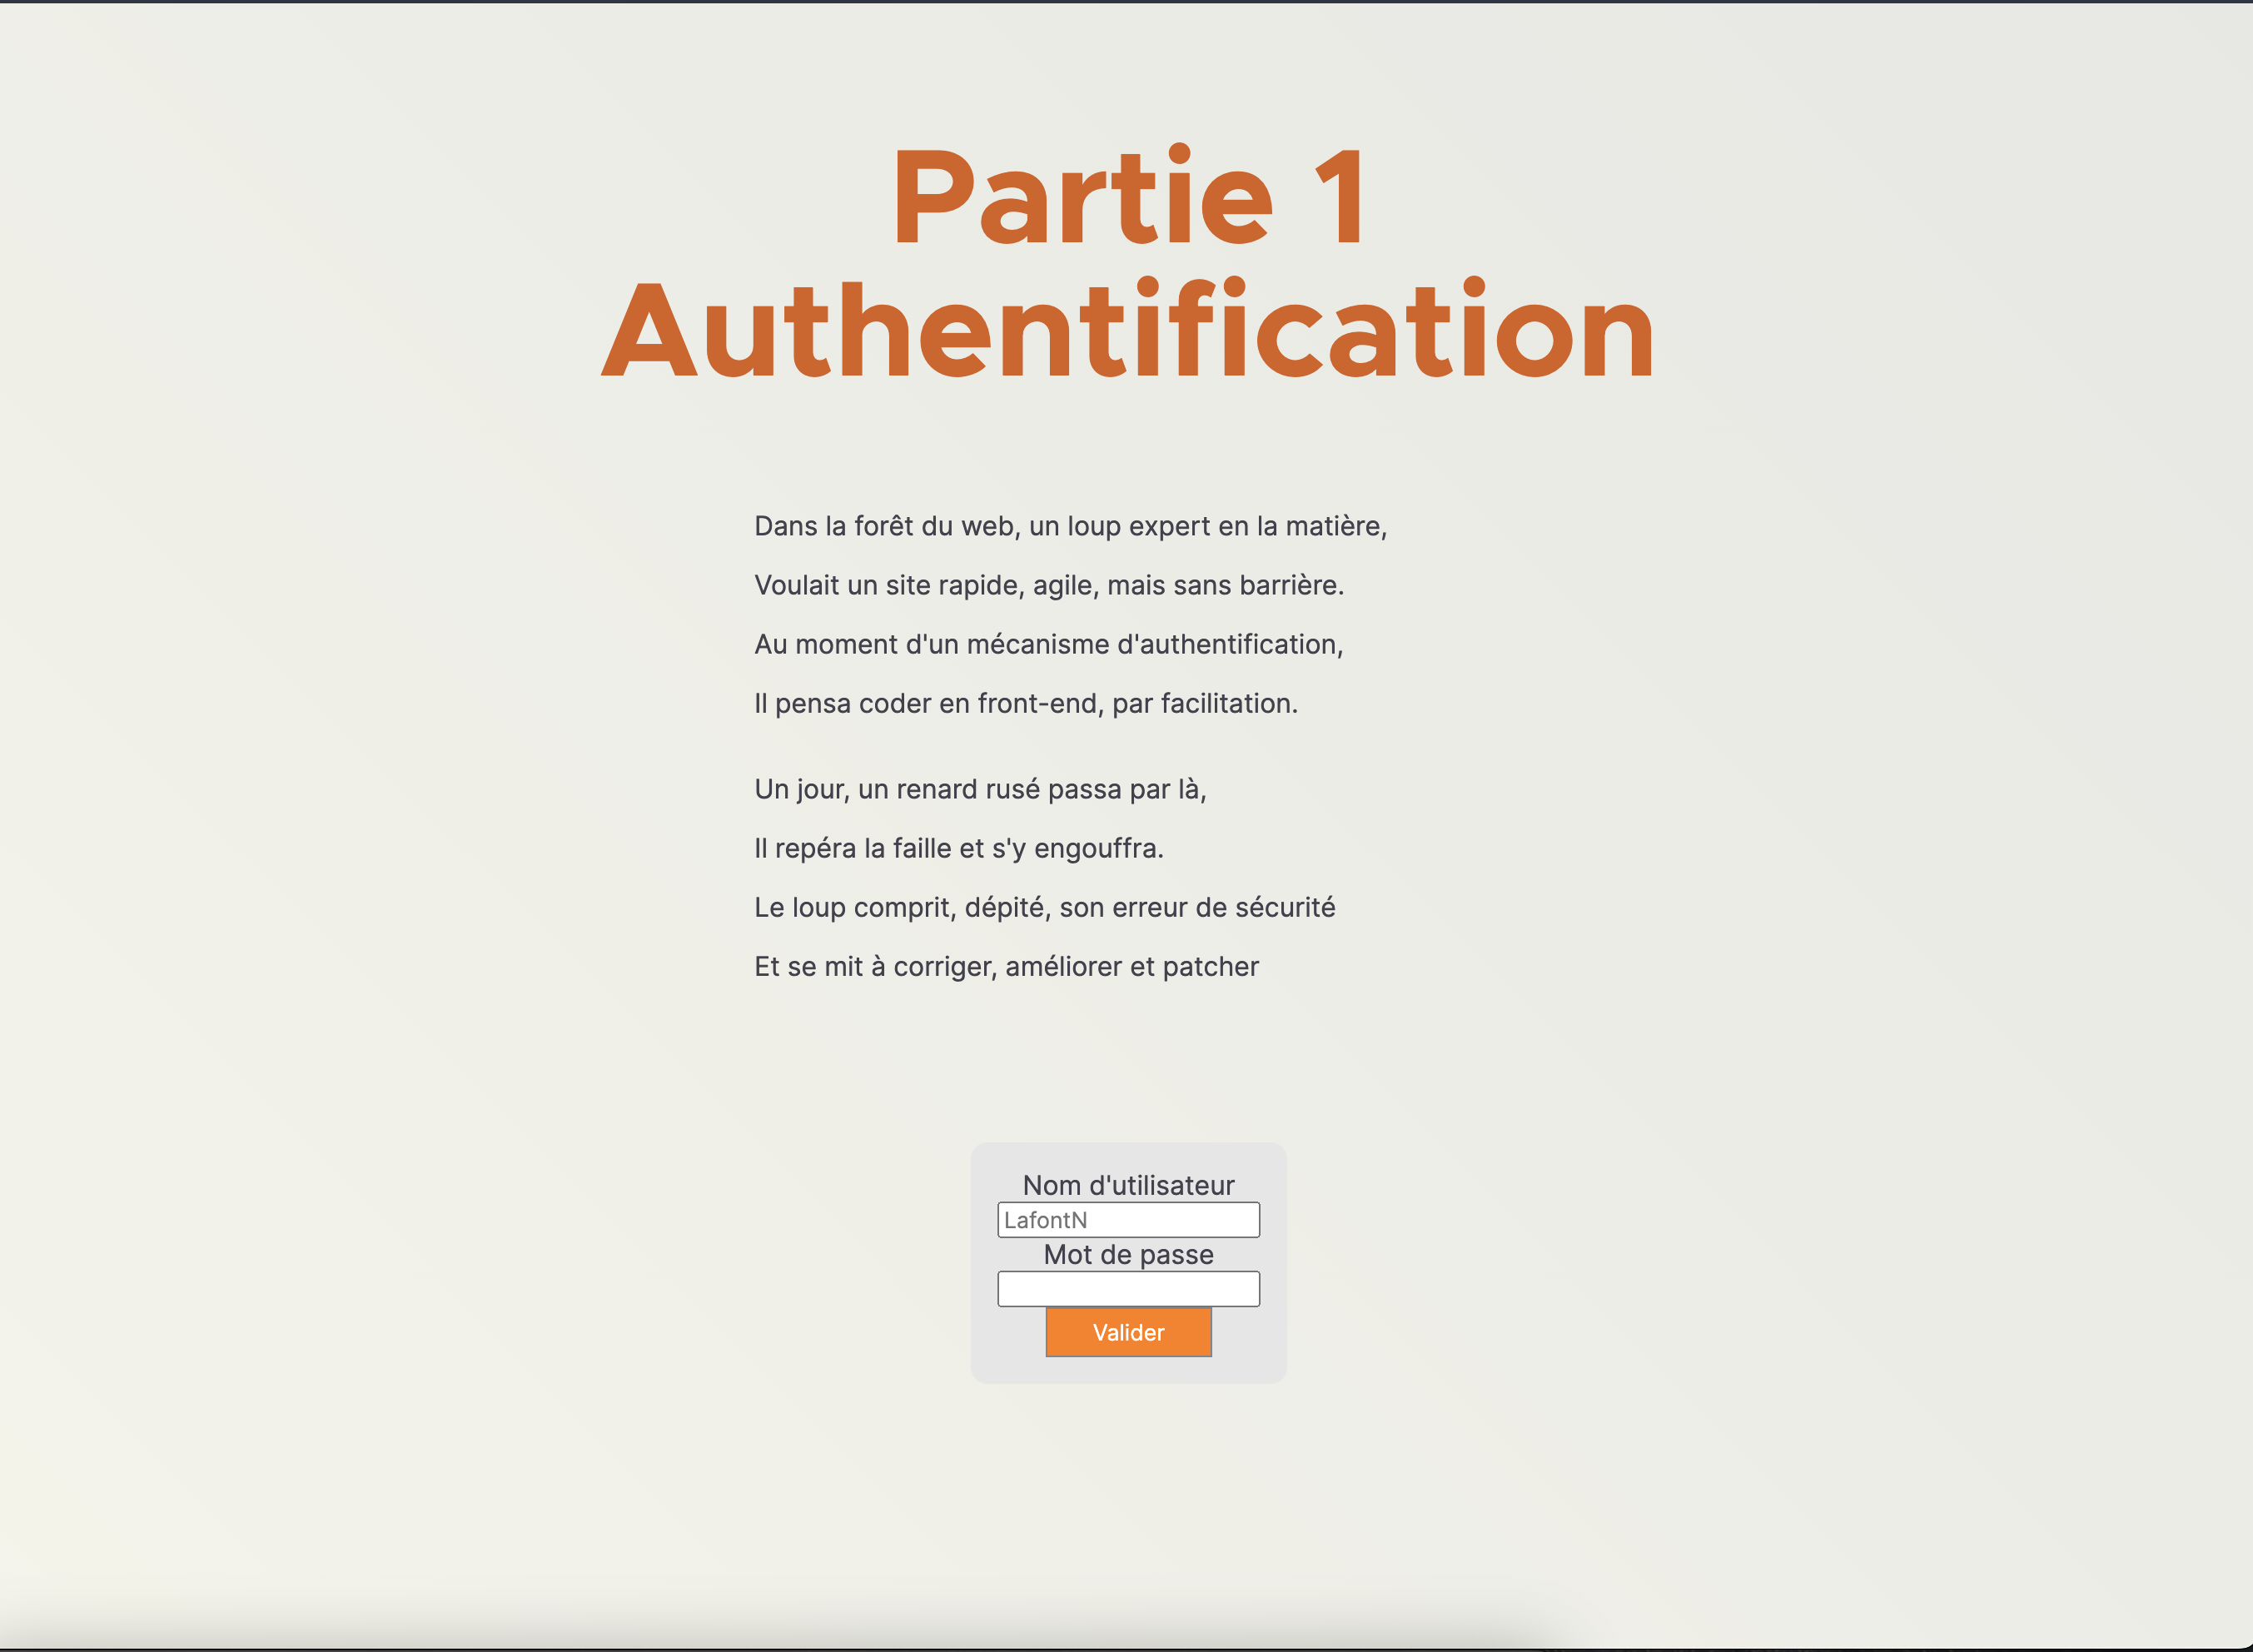 Partie 1
Authentification
Dans la forêt du web, un loup expert en la matière,
Voulait un site rapide, agile, mais sans barrière.
Au moment d'un mécanisme d'authentification,
Il pensa coder en front-end, par facilitation.
Un jour, un renard rusé passa par là,
Il repéra la faille et s'y engouffra.
Le loup comprit, dépité, son erreur de sécurité
Et se mit à corriger, améliorer et patcher
Nom d'utilisateur
LafontN
Mot de passe
Valider